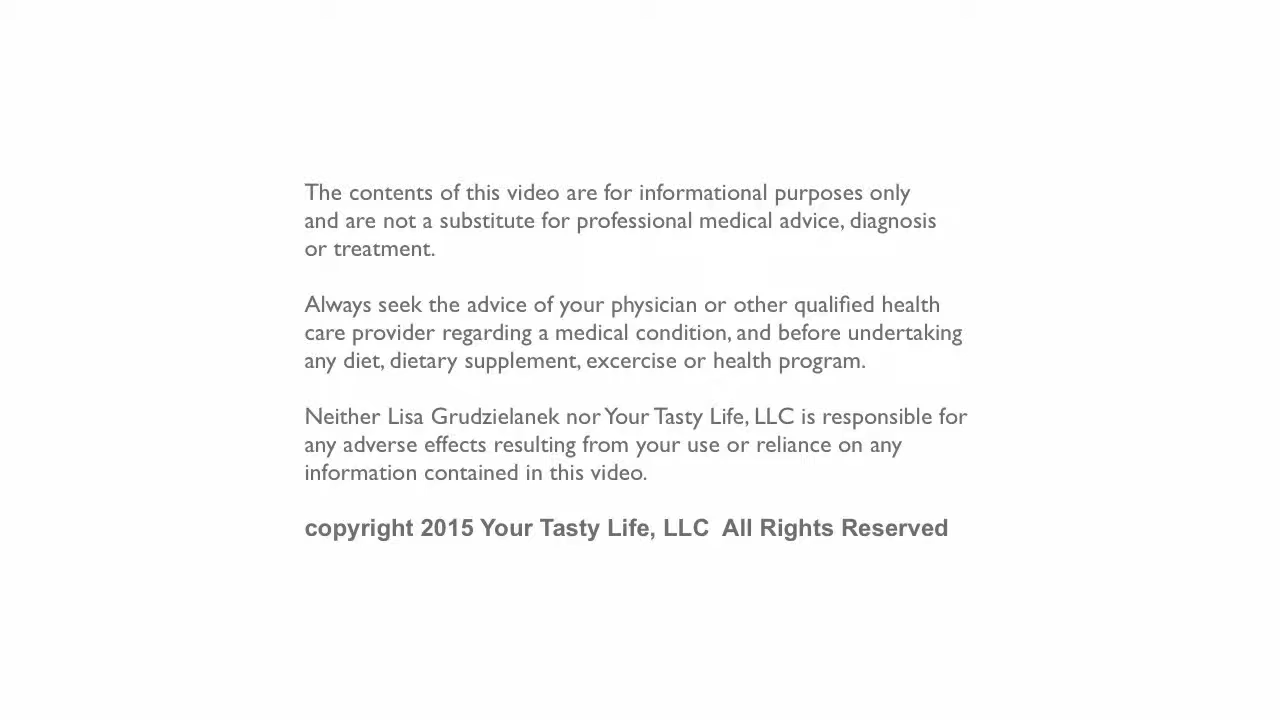 The contents of this video are for informational purposes only
and are not a substitute for professional medical advice, diagnosis
or treatment.
Always seek the advice of your physician or other qualified health
care provider regarding a medical condition, and before undertaking
any diet, dietary supplement, excercise or health program.
Neither Lisa Grudzielanek nor Your Tasty Life, LLC is responsible for
any adverse effects resulting from your use or reliance on any
information contained in this video.
copyright 2015 Your Tasty Life, LLC  All Rights Reserved